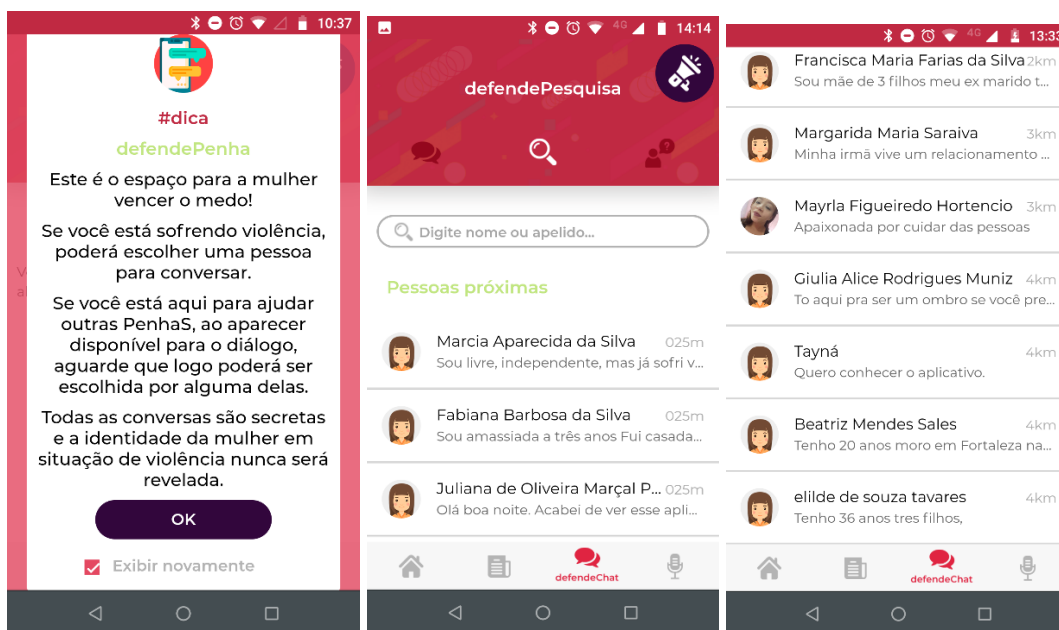 10:37
#dica
defendePenha
Este é o espaço para a mulher
vencer o medo!
Se você está sofrendo violência,
poderá escolher uma pessoa
para conversar.
Se você está aqui para ajudar
outras PenhaS, ao aparecer
disponível para o diálogo,
aguarde que logo poderá ser
escolhida por alguma delas.
Todas as conversas são secretas
e a identidade da mulher em
situação de violência nunca será
revelada.
OK
Exibir novamente
4G 14:14
defendePesquisa
Digite nome ou apelido...
Pessoas próximas
Marcia Aparecida da Silva 025m
Sou livre, independente, mas já sofri v...
Fabiana Barbosa da Silva 025m
Sou amassiada a três anos Fui casada...
Juliana de Oliveira Marçal P... 025m
Olá boa noite. Acabei de ver esse apli...
defendeChat
4G 13:33
Francisca Maria Farias da Silva 2km
Sou mãe de 3 filhos meu ex marido t...
Margarida Maria Saraiva 3km
Minha irmã vive um relacionamento ...
Mayrla Figueiredo Hortencio 3km
Apaixonada por cuidar das pessoas
Giulia Alice Rodrigues Muniz 4km
To aqui pra ser um ombro se você pre...
Tayná 4km
Quero conhecer o aplicativo.
Beatriz Mendes Sales 4km
Tenho 20 anos moro em Fortaleza na...
elilde de souza tavares 4km
Tenho 36 anos tres filhos,
defendeChat